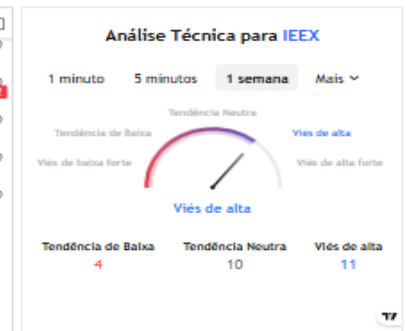 Análise Técnica para IEEX
1 minuto 5 minutos 1 semana Mais
Tendência Neutra
Tendência de Baixa Viés de alta
Viés de baixa forte Viés de alta forte
Viés de alta
Tendência de Baixa Tendência Neutra Viés de alta
4 10 11